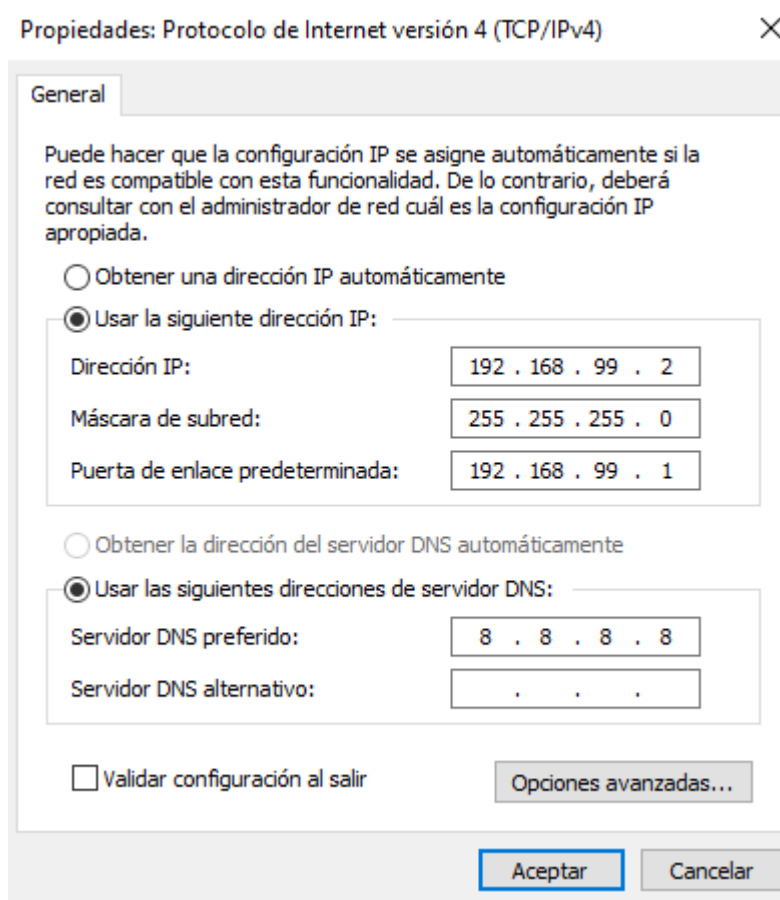 Propiedades: Protocolo de Internet versión 4 (TCP/IPv4)
General
Puede hacer que la configuración IP se asigne automáticamente si la
red es compatible con esta funcionalidad. De lo contrario, deberá
consultar con el administrador de red cuál es la configuración IP
apropiada.
Obtener una dirección IP automáticamente
Usar la siguiente dirección IP:
Dirección IP: 192 . 168 . 99 . 2
Máscara de subred: 255 . 255 . 255 . 0
Puerta de enlace predeterminada: 192 . 168 . 99 . 1
Obtener la dirección del servidor DNS automáticamente
Usar las siguientes direcciones de servidor DNS:
Servidor DNS preferido: 8 . 8 . 8 . 8
Servidor DNS alternativo: . . .
Validar configuración al salir Opciones avanzadas...
Aceptar Cancelar